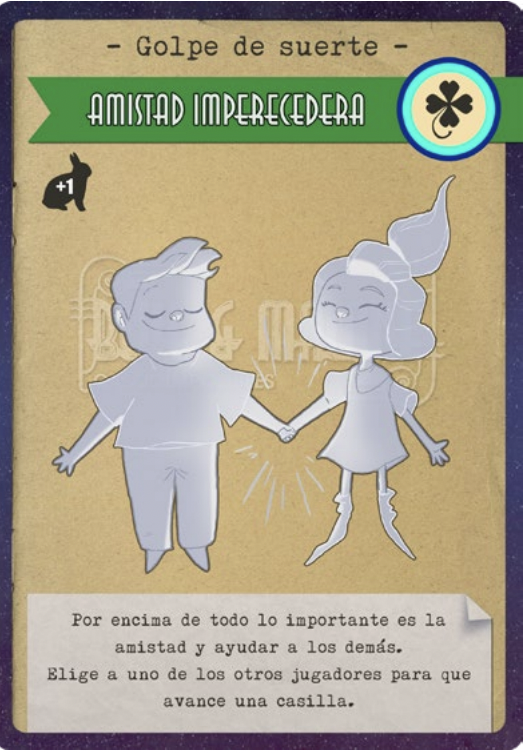 - Golpe de suerte -
AMISTAD IMPERECEDERA
+1
Por encima de todo lo importante es la
amistad y ayudar a los demás.
Elige a uno de los otros jugadores para que
avance una casilla.